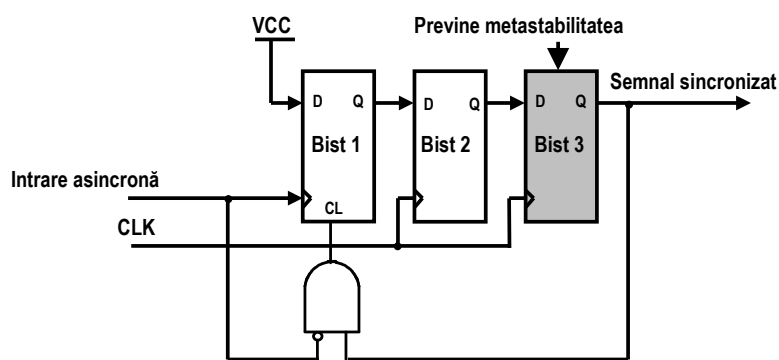 Previne metastabilitatea
VCC
Semnal sincronizat
D Q
D Q
D Q
Bist 1
Bist 2
Bist 3
Intrare asincronă
CL
CLK